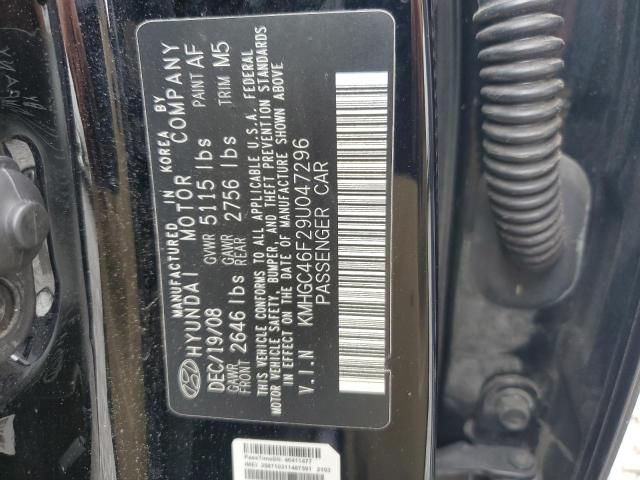 MANUFACTURED IN KOREA BY
HYUNDAI MOTOR COMPANY
DEC/19/08 GVWR 5115 lbs PAINT AF
GAWR FRONT 2646 lbs GAWR REAR 2756 lbs TRIM M5
THIS VEHICLE CONFORMS TO ALL APPLICABLE U.S.A. FEDERAL
MOTOR VEHICLE SAFETY, BUMPER, AND THEFT PREVENTION STANDARDS
IN EFFECT ON THE DATE OF MANUFACTURE SHOWN ABOVE
V.I.N KMHGC46F29U047296
PASSENGER CAR